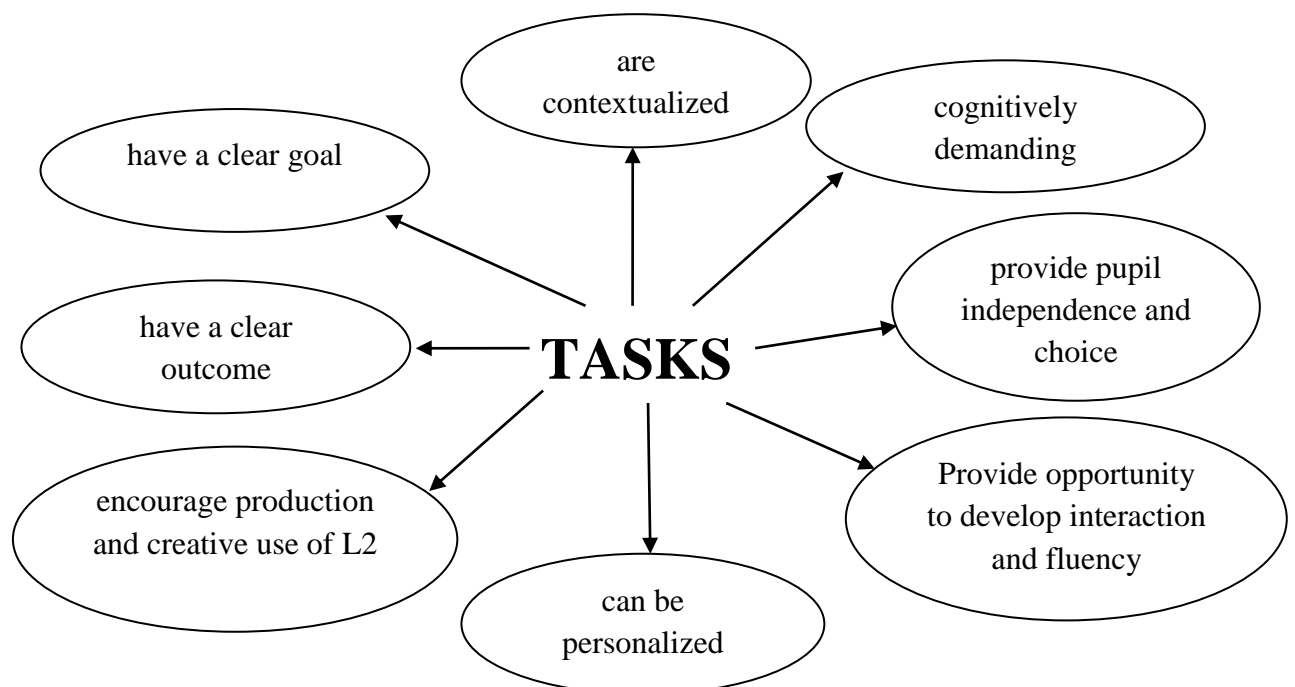 are
contextualized
cognitively
demanding
have a clear goal
provide pupil
independence and
choice
have a clear
outcome
TASKS
encourage production
and creative use of L2
Provide opportunity
to develop interaction
and fluency
can be
personalized